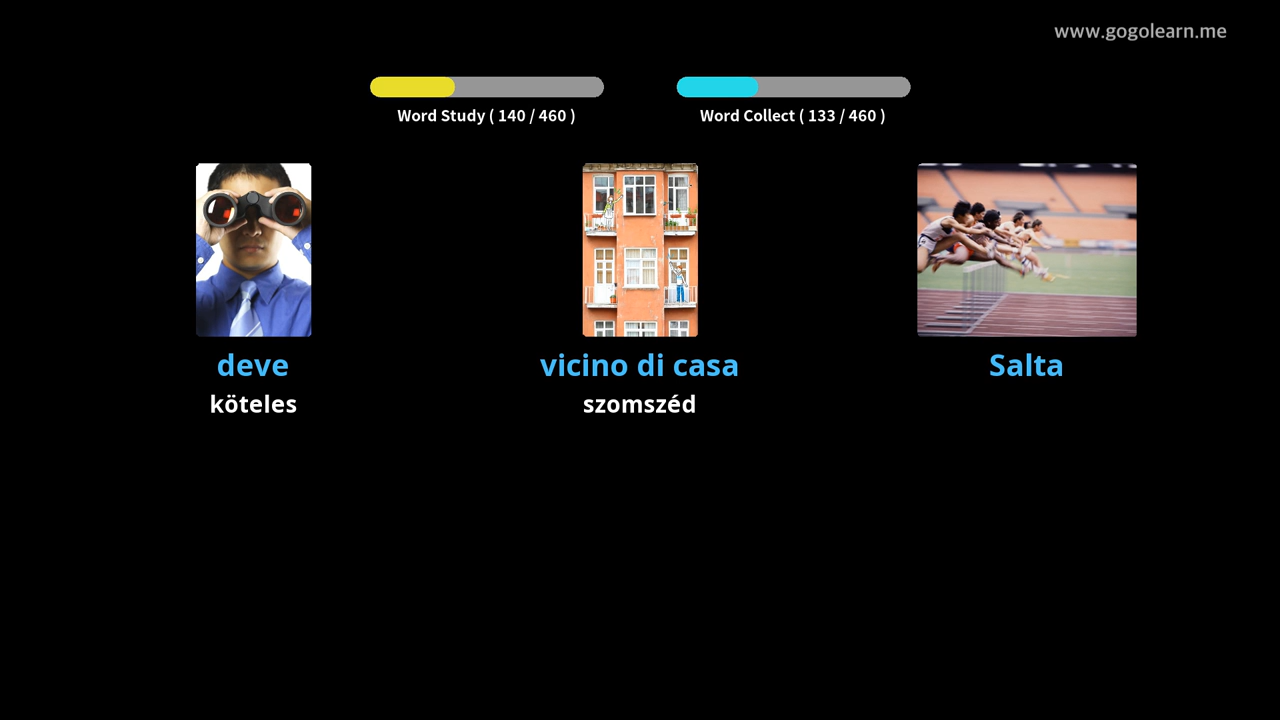 www.gogolearn.me
Word Study ( 140 / 460 )
Word Collect ( 133 / 460 )
deve
vicino di casa
Salta
köteles
szomszéd